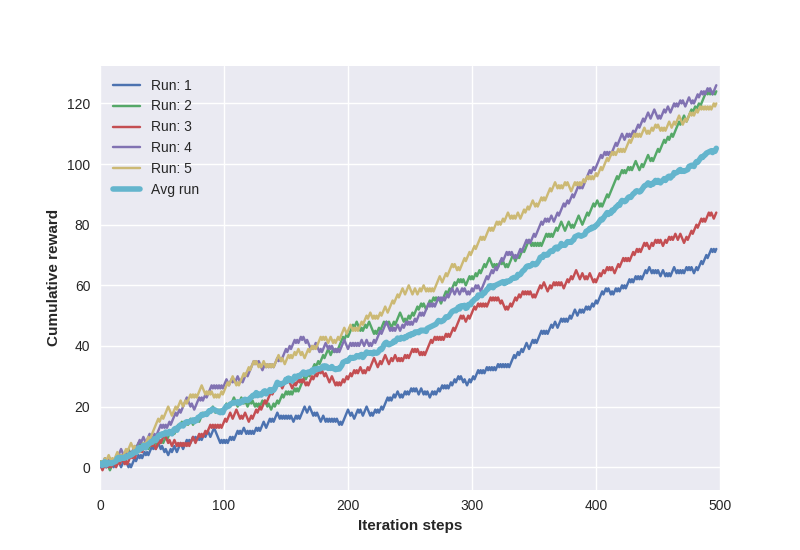 Run: 1
Run: 2
Run: 3
Run: 4
Run: 5
Avg run
120
100
80
60
40
20
0
Cumulative reward
0 100 200 300 400 500
Iteration steps